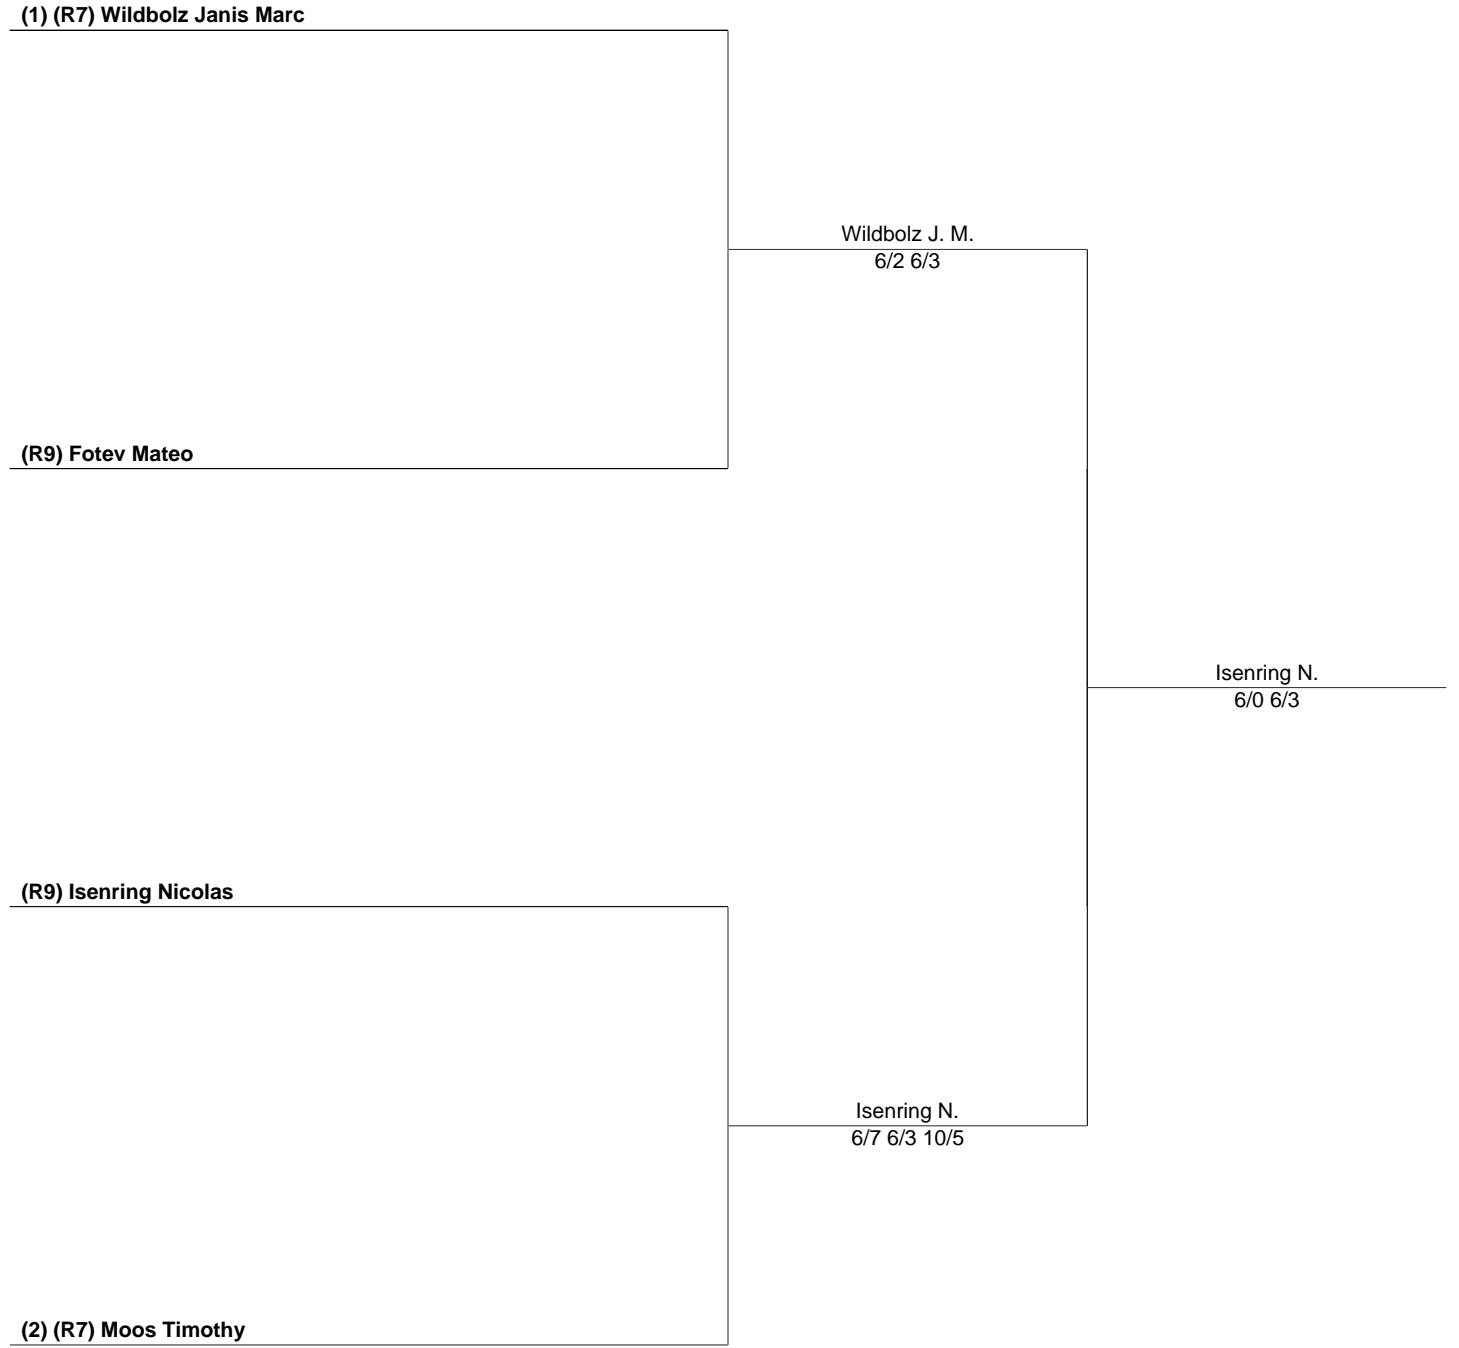 (1) (R7) Wildbolz Janis Marc
Wildbolz J. M.
6/2 6/3
(R9) Fotev Mateo
Isenring N.
6/0 6/3
(R9) Isenring Nicolas
Isenring N.
6/7 6/3 10/5
(2) (R7) Moos Timothy